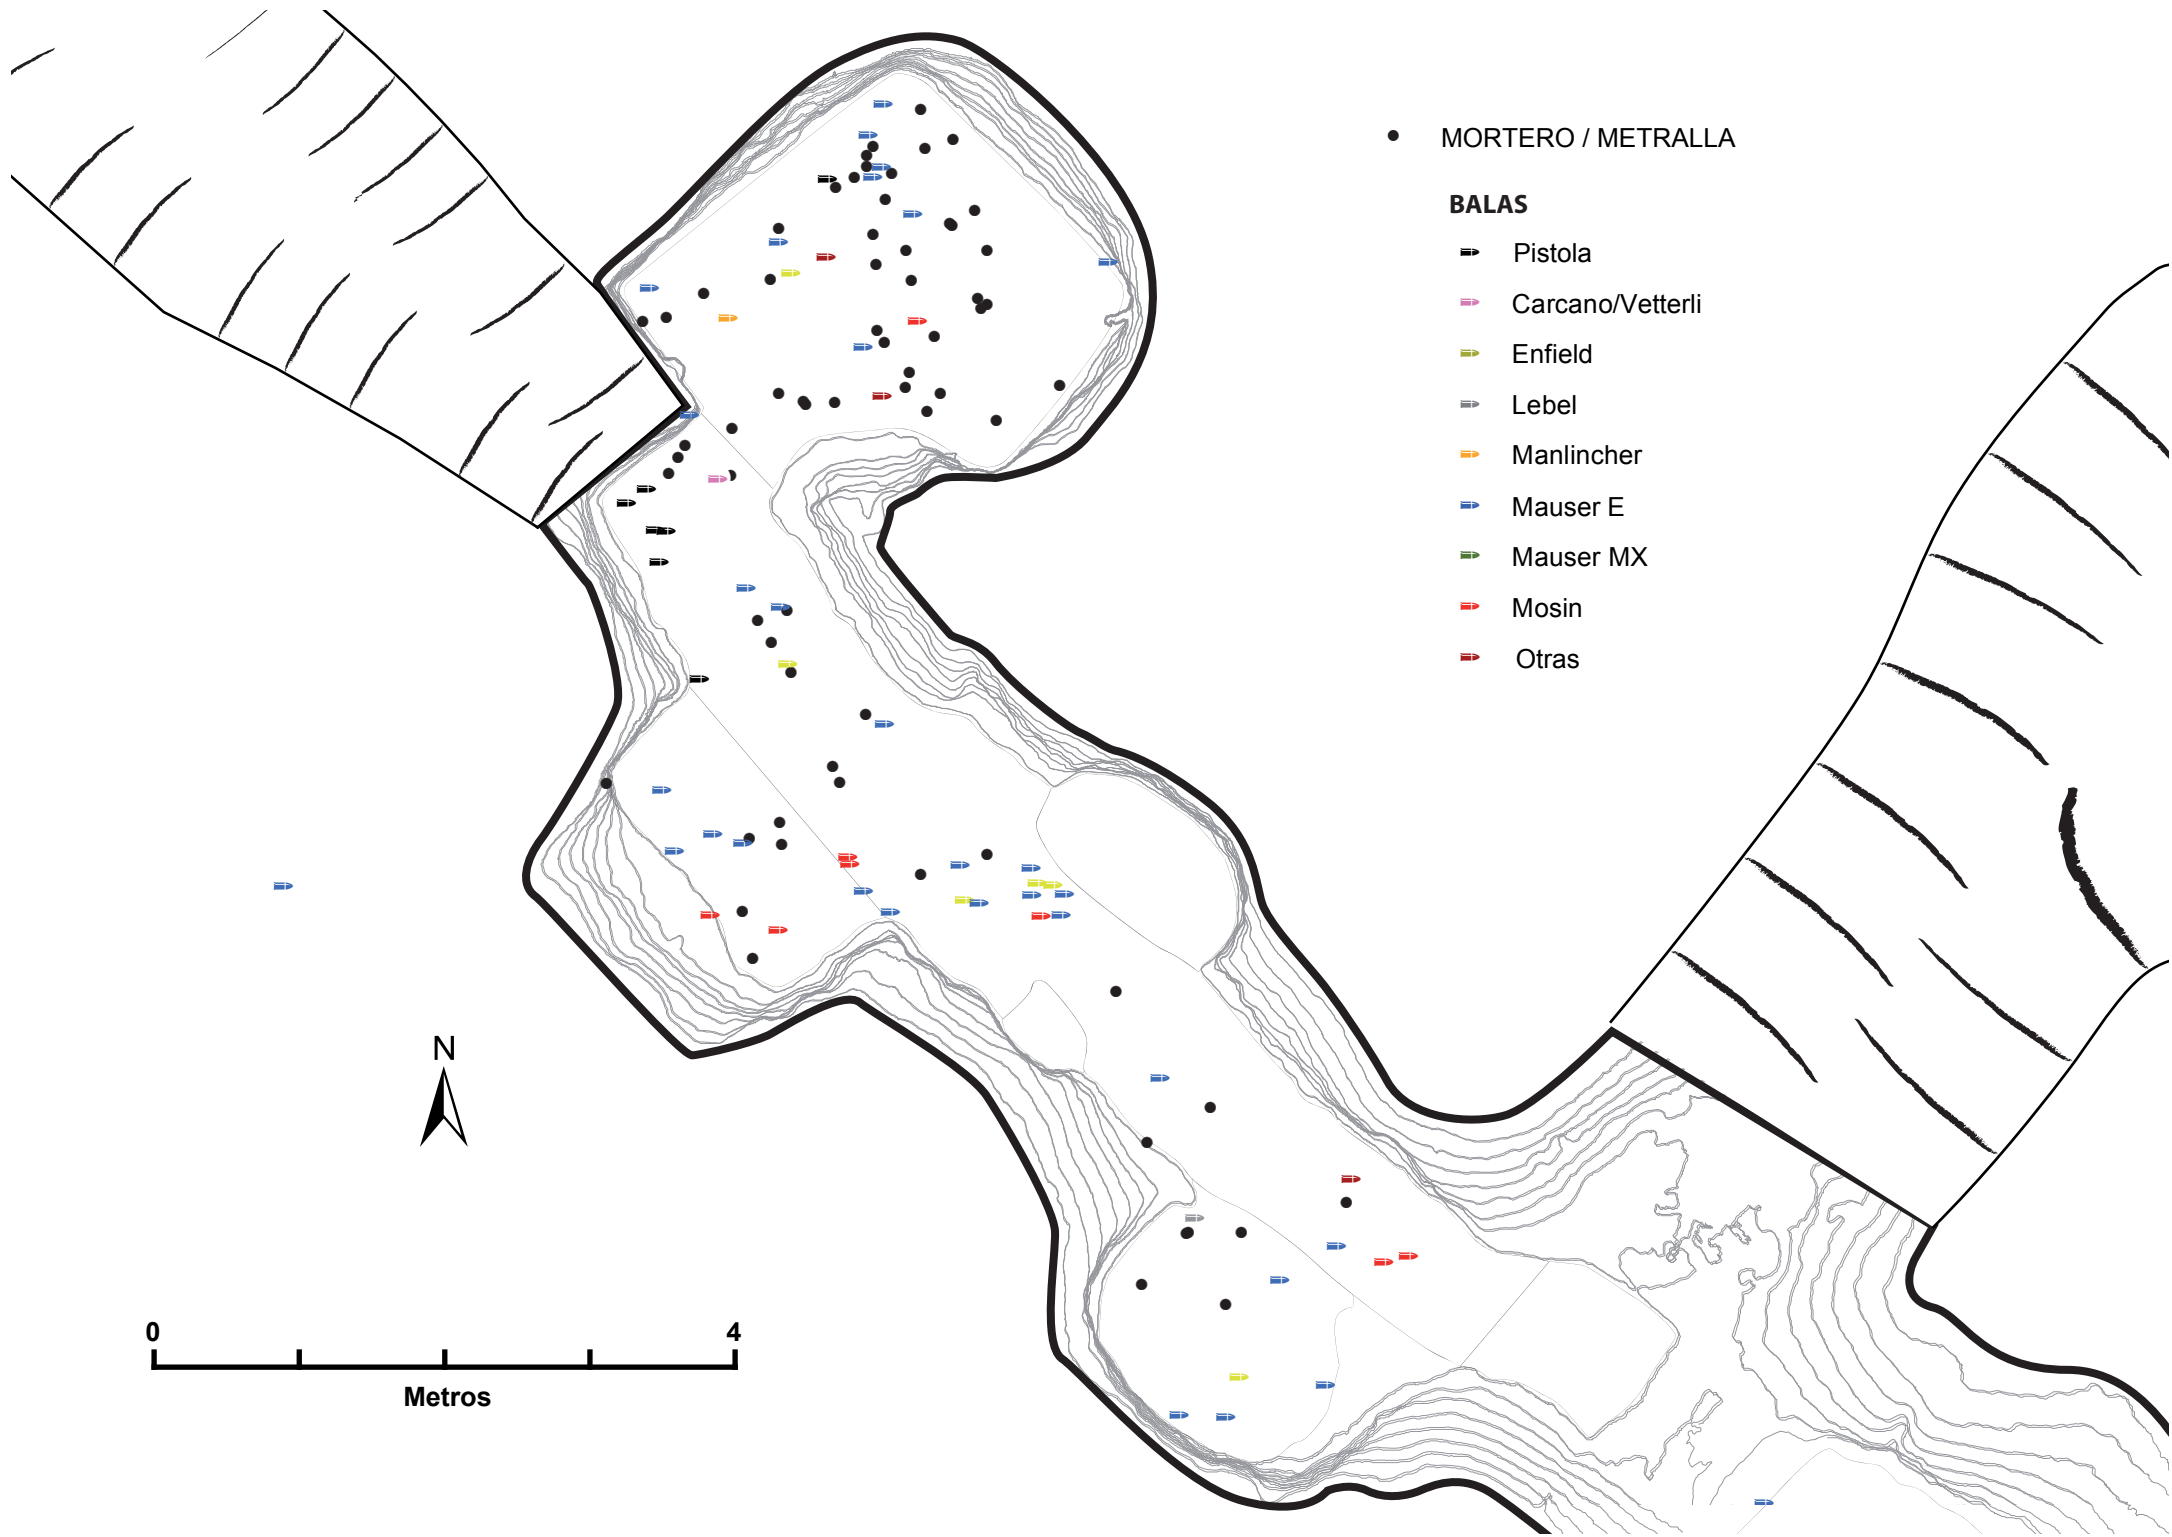 MORTERO / METRALLA
BALAS
Pistola
Carcano/Vetterli
Enfield
Lebel
Manlincher
Mauser E
Mauser MX
Mosin
Otras
N
0 4
Metros